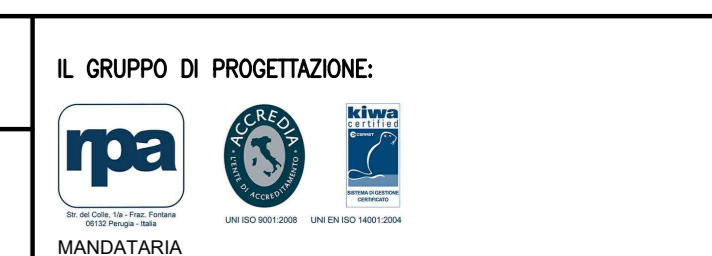 IL GRUPPO DI PROGETTAZIONE:
rpa
Str. del Colle, 1/a - Fraz. Fontana
06132 Perugia - Italia
MANDATARIA
ACCREDIA
L'ENTE DI ACCREDITAMENTO
UNI ISO 9001:2008
kiwa
certified
CERMET
SISTEMA DI GESTIONE
CERTIFICATO
UNI EN ISO 14001:2004